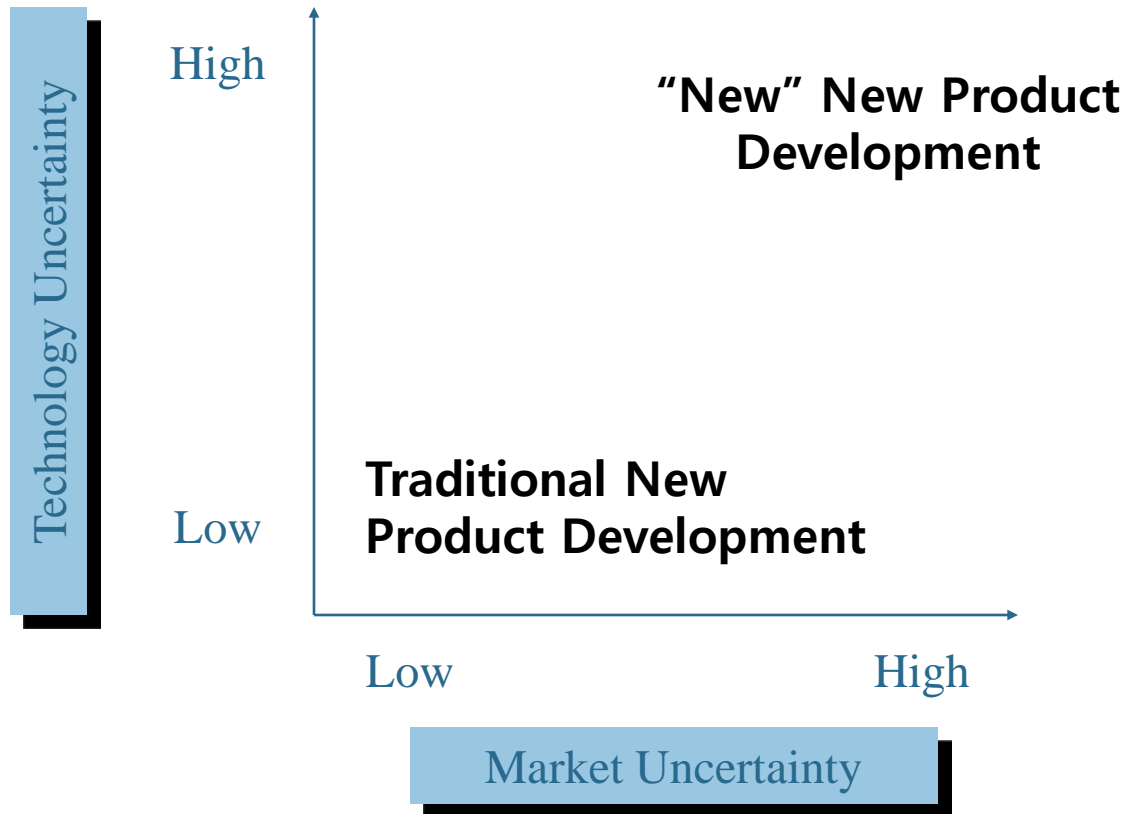 Technology Uncertainty
High
“New” New Product
Development
Traditional New
Product Development
Low
Low
High
Market Uncertainty